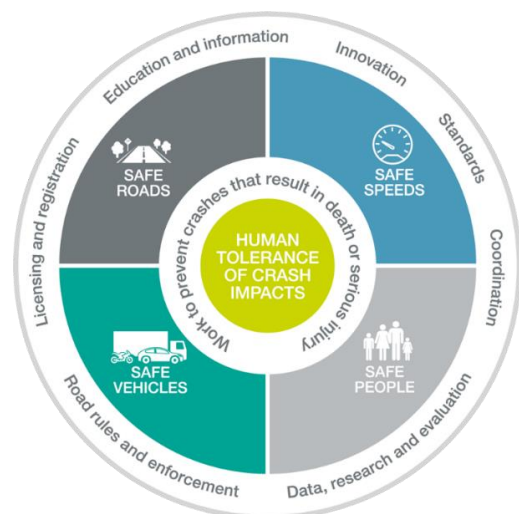 Education and information
Innovation
Standards
Coordination
Data, research and evaluation
Road rules and enforcement
Licensing and registration
SAFE
ROADS
SAFE
SPEEDS
SAFE
PEOPLE
SAFE
VEHICLES
Work to prevent crashes that result in death or serious injury
HUMAN
TOLERANCE
OF CRASH
IMPACTS